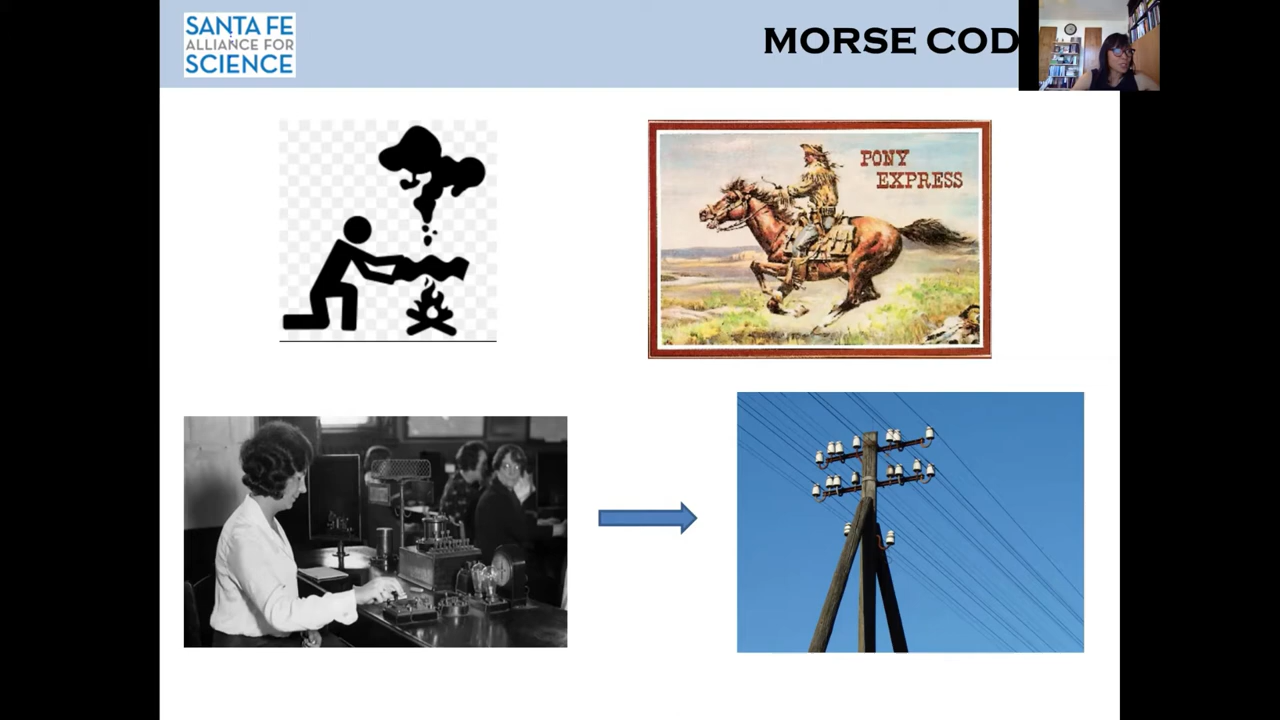 SANTA FE
ALLIANCE FOR
SCIENCE
MORSE COD
PONY
EXPRESS